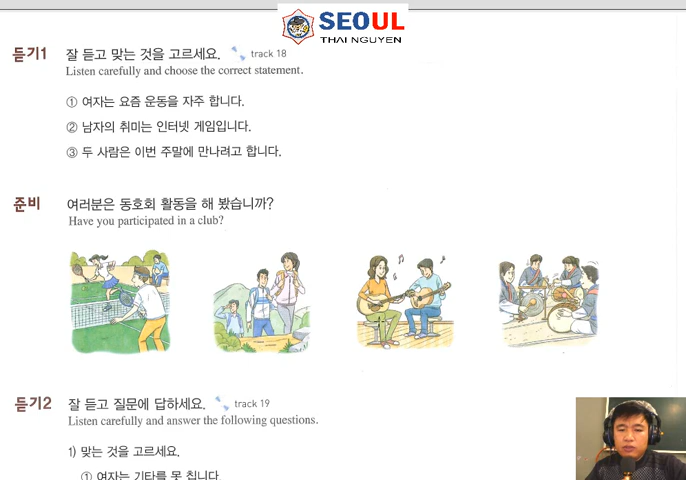 SEOUL
THAI NGUYEN
듣기1 잘 듣고 맞는 것을 고르세요. track 18
Listen carefully and choose the correct statement.
① 여자는 요즘 운동을 자주 합니다.
② 남자의 취미는 인터넷 게임입니다.
③ 두 사람은 이번 주말에 만나려고 합니다.
준비 여러분은 동호회 활동을 해 봤습니까?
Have you participated in a club?
듣기2 잘 듣고 질문에 답하세요. track 19
Listen carefully and answer the following questions.
1) 맞는 것을 고르세요.
① 여자는 기타를 못 칩니다.